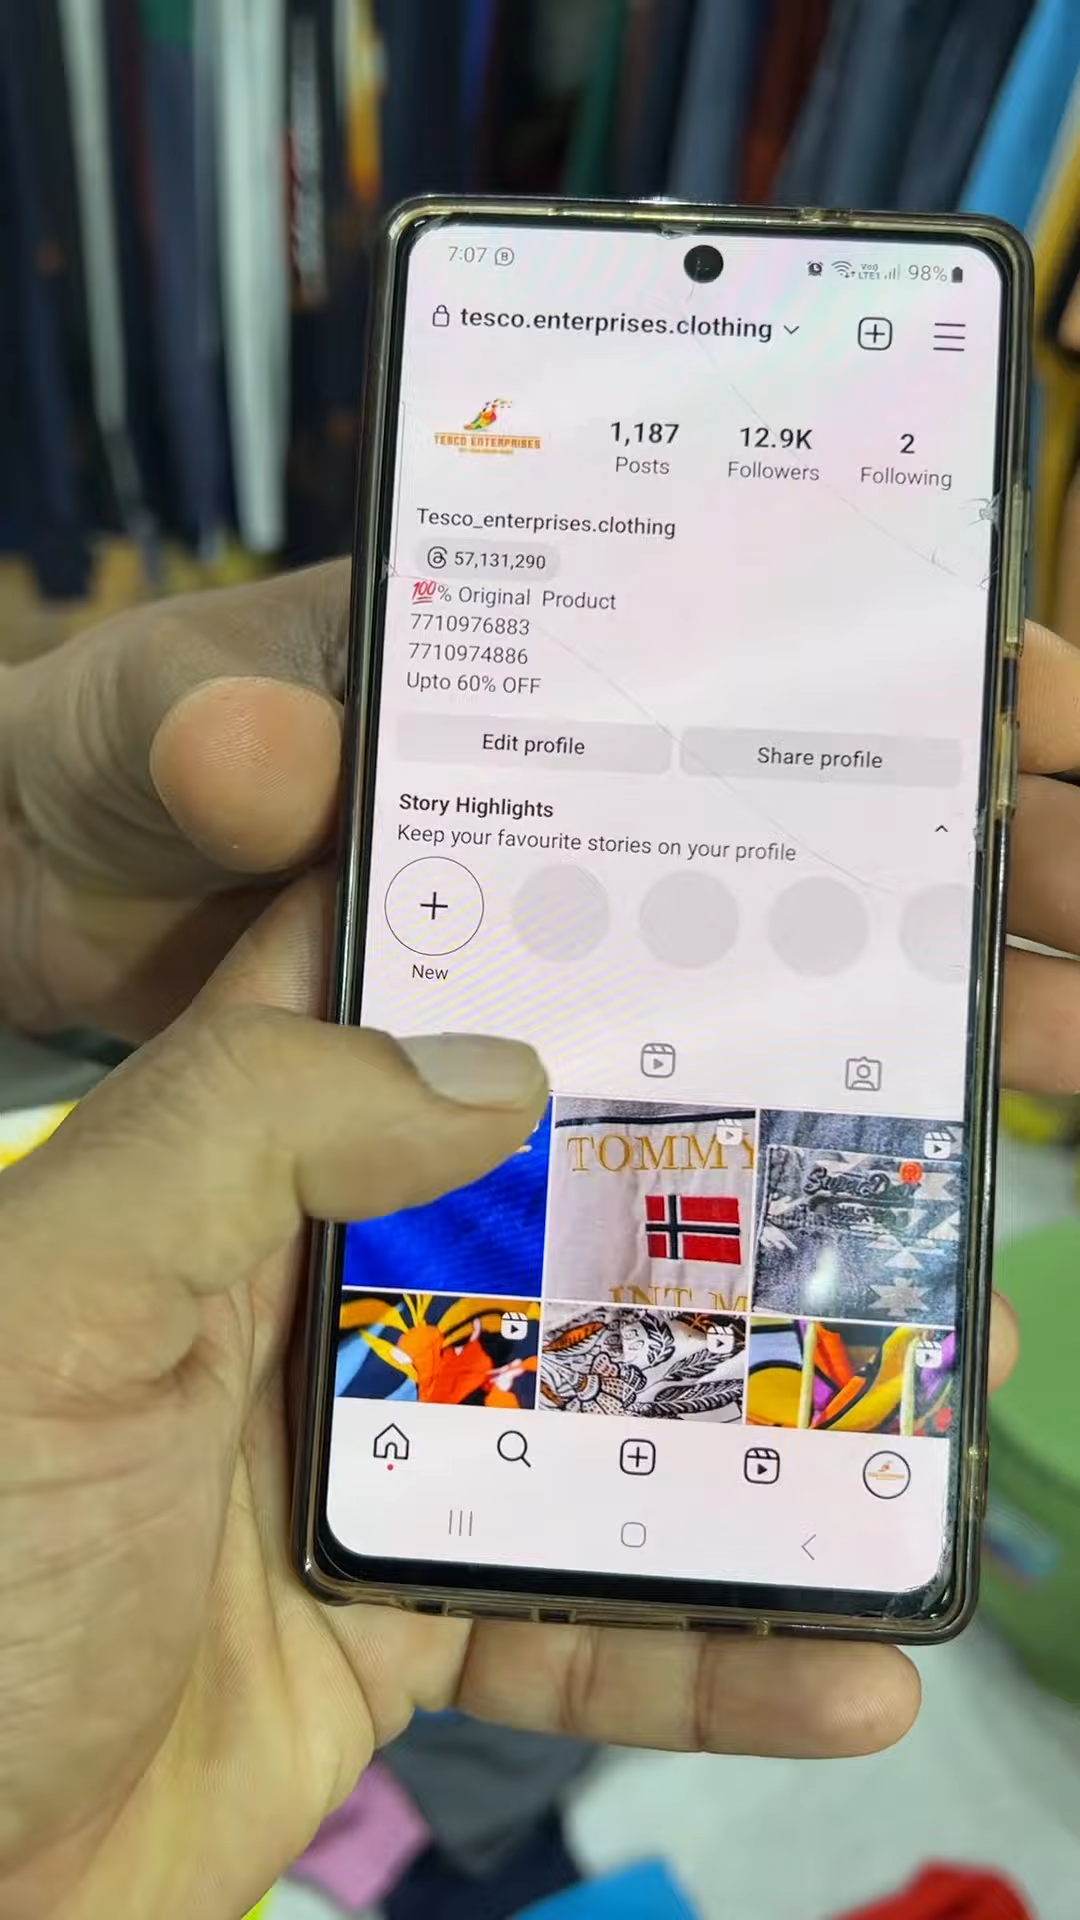 7:07
98%
tesco.enterprises.clothing
TESCO ENTERPRISES
1,187
Posts
12.9K
Followers
2
Following
Tesco_enterprises.clothing
57,131,290
💯% Original Product
7710976883
7710974886
Upto 60% OFF
Edit profile
Share profile
Story Highlights
Keep your favourite stories on your profile
New
TOMMY